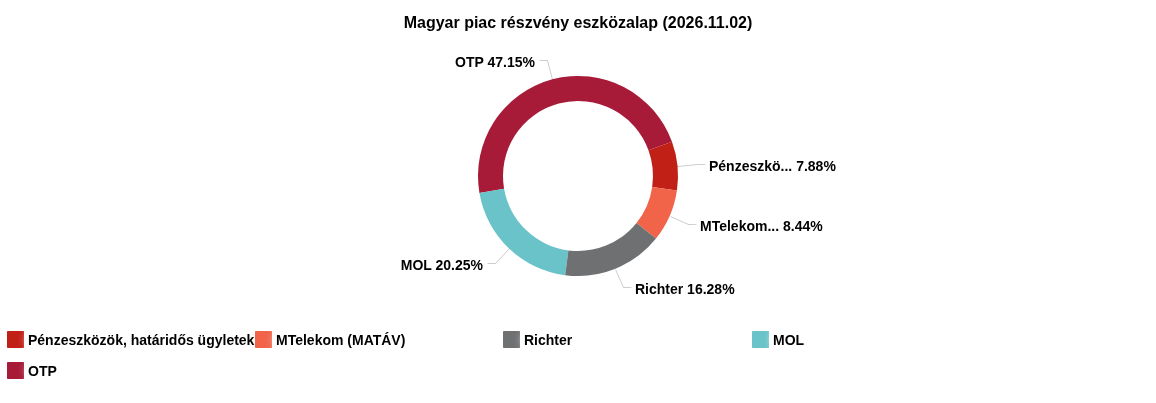 Magyar piac részvény eszközalap (2026.11.02)
OTP 47.15%
Pénzeszkö... 7.88%
MTelekom... 8.44%
MOL 20.25%
Richter 16.28%
Pénzeszközök, határidős ügyletek
MTelekom (MATÁV)
Richter
MOL
OTP